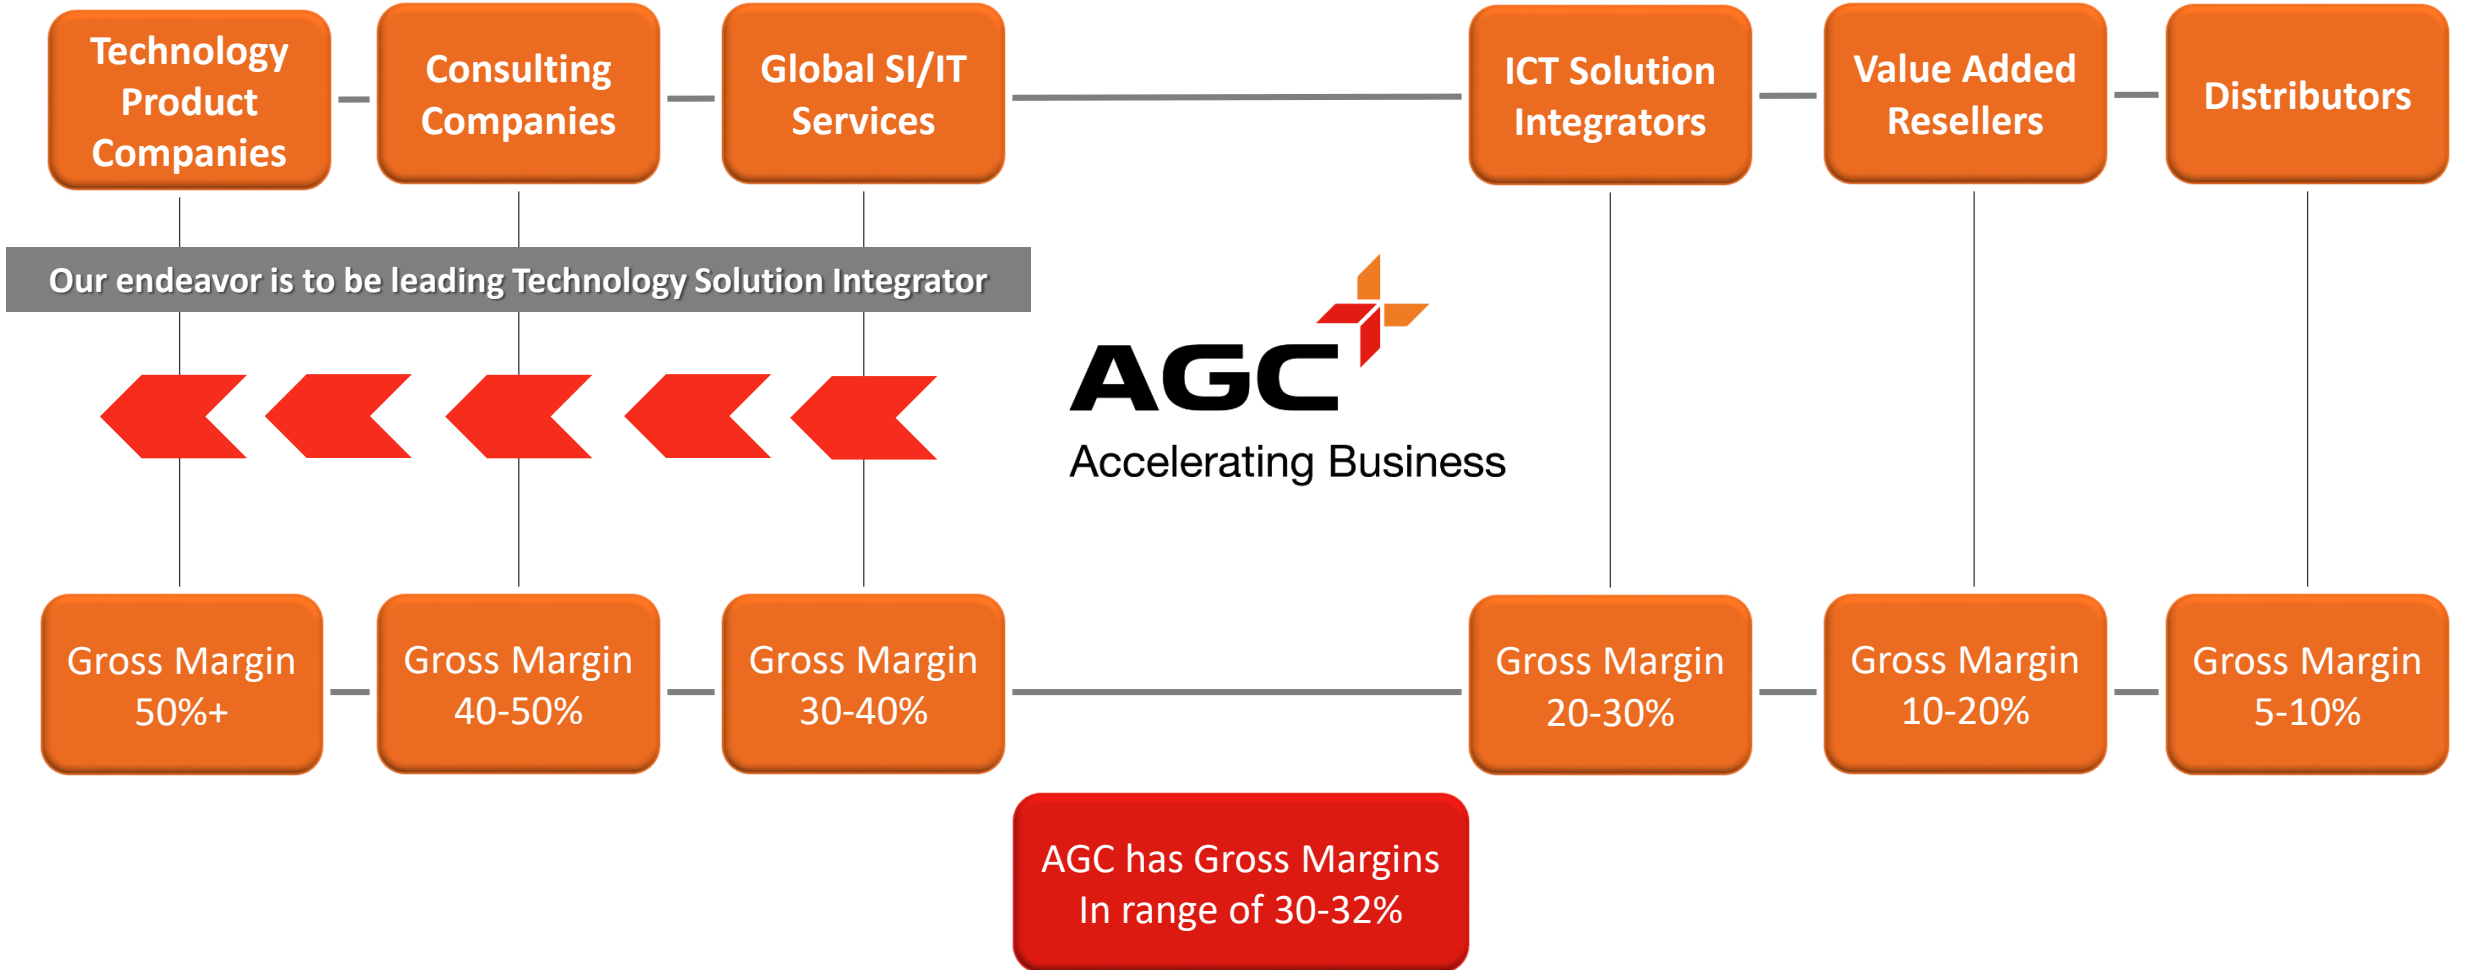 Technology
Product
Companies
Consulting
Companies
Global SI/IT
Services
ICT Solution
Integrators
Value Added
Resellers
Distributors
Our endeavor is to be leading Technology Solution Integrator
AGC
Accelerating Business
Gross Margin
50%+
Gross Margin
40-50%
Gross Margin
30-40%
Gross Margin
20-30%
Gross Margin
10-20%
Gross Margin
5-10%
AGC has Gross Margins
In range of 30-32%